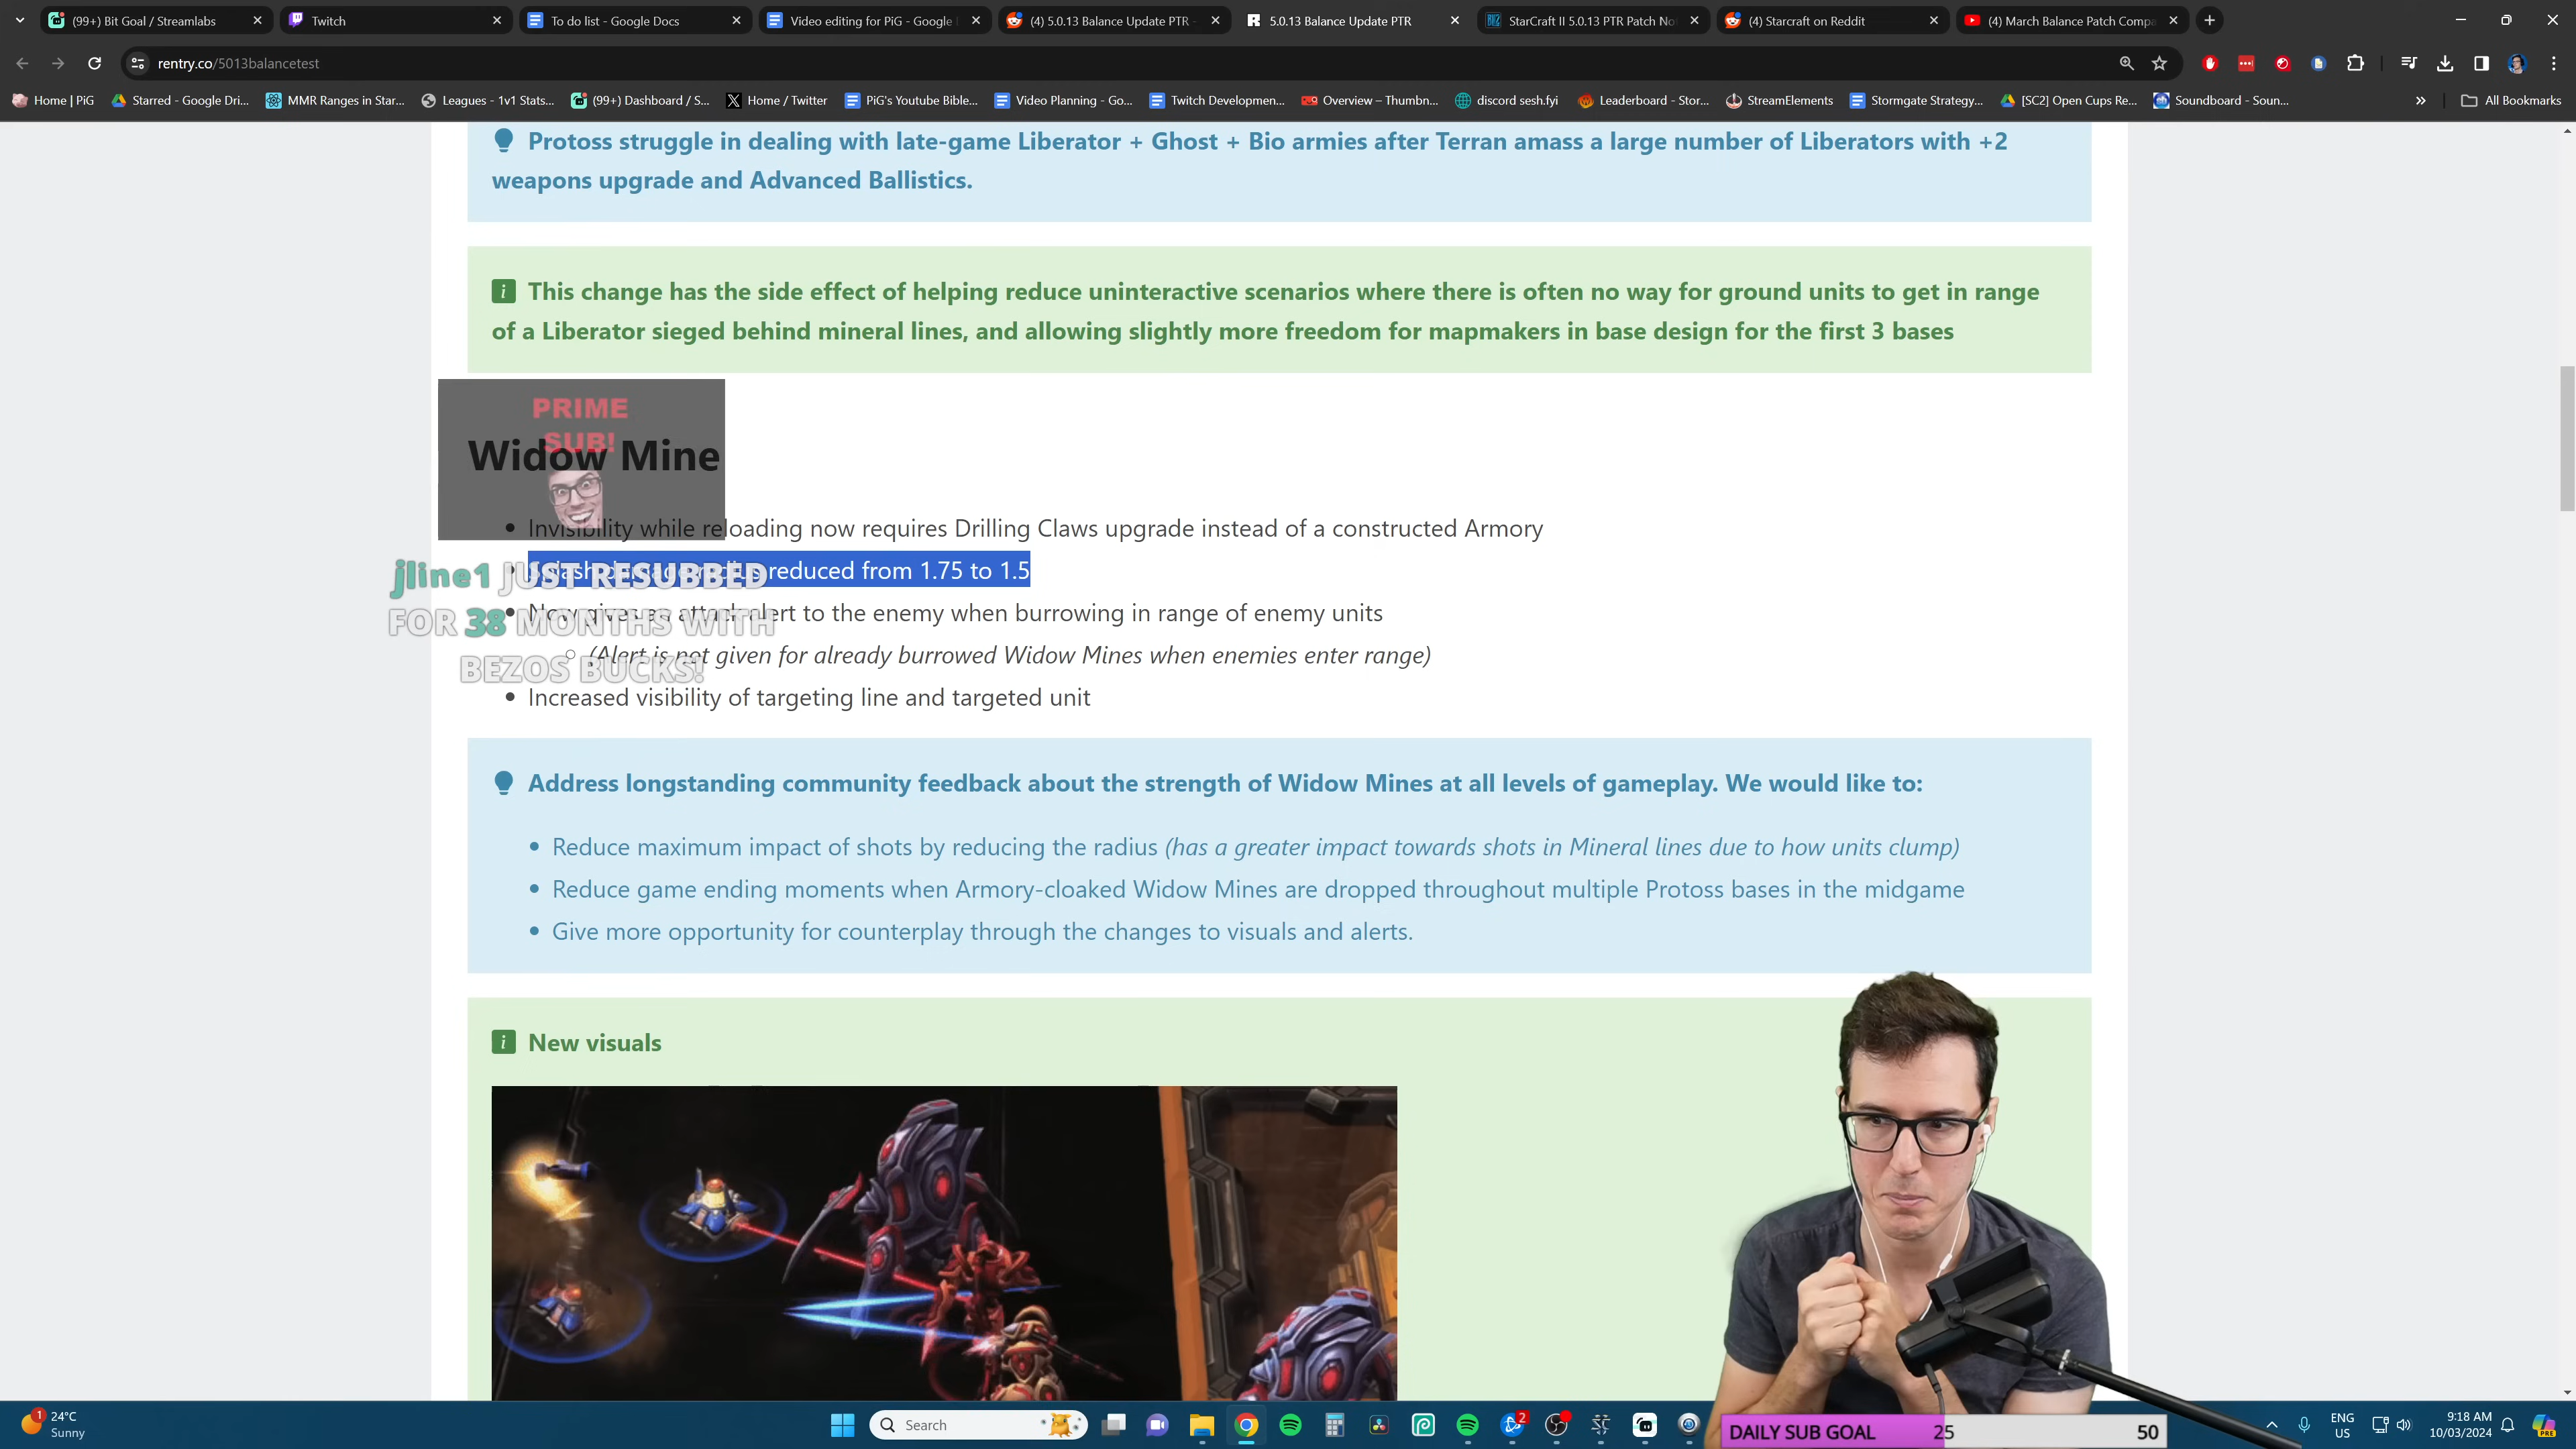 (99+) Bit Goal / Streamlabs
Twitch
To do list - Google Docs
Video editing for PiG - Google
(4) 5.0.13 Balance Update PTR -
5.0.13 Balance Update PTR
StarCraft II 5.0.13 PTR Patch No
(4) Starcraft on Reddit
(4) March Balance Patch Compa
rentry.co/5013balancetest
Home | PiG
Starred - Google Dri...
MMR Ranges in Star...
Leagues - 1v1 Stats...
(99+) Dashboard / S...
Home / Twitter
PiG's Youtube Bible...
Video Planning - Go...
Twitch Developmen...
Overview – Thumbn...
discord sesh.fyi
Leaderboard - Stor...
StreamElements
Stormgate Strategy...
[SC2] Open Cups Re...
Soundboard - Soun...
All Bookmarks
Protoss struggle in dealing with late-game Liberator + Ghost + Bio armies after Terran amass a large number of Liberators with +2
weapons upgrade and Advanced Ballistics.
This change has the side effect of helping reduce uninteractive scenarios where there is often no way for ground units to get in range
of a Liberator sieged behind mineral lines, and allowing slightly more freedom for mapmakers in base design for the first 3 bases
PRIME
SUB!
Widow Mine
Invisibility while reloading now requires Drilling Claws upgrade instead of a constructed Armory
reduced from 1.75 to 1.5
jline1 JUST RESUBBED
FOR 38 MONTHS WITH
BEZOS BUCKS!
Now gives an attack alert to the enemy when burrowing in range of enemy units
(Alert is not given for already burrowed Widow Mines when enemies enter range)
Increased visibility of targeting line and targeted unit
Address longstanding community feedback about the strength of Widow Mines at all levels of gameplay. We would like to:
Reduce maximum impact of shots by reducing the radius (has a greater impact towards shots in Mineral lines due to how units clump)
Reduce game ending moments when Armory-cloaked Widow Mines are dropped throughout multiple Protoss bases in the midgame
Give more opportunity for counterplay through the changes to visuals and alerts.
New visuals
1
24°C
Sunny
Search
2
DAILY SUB GOAL 25 50
ENG
US
9:18 AM
10/03/2024
PRE